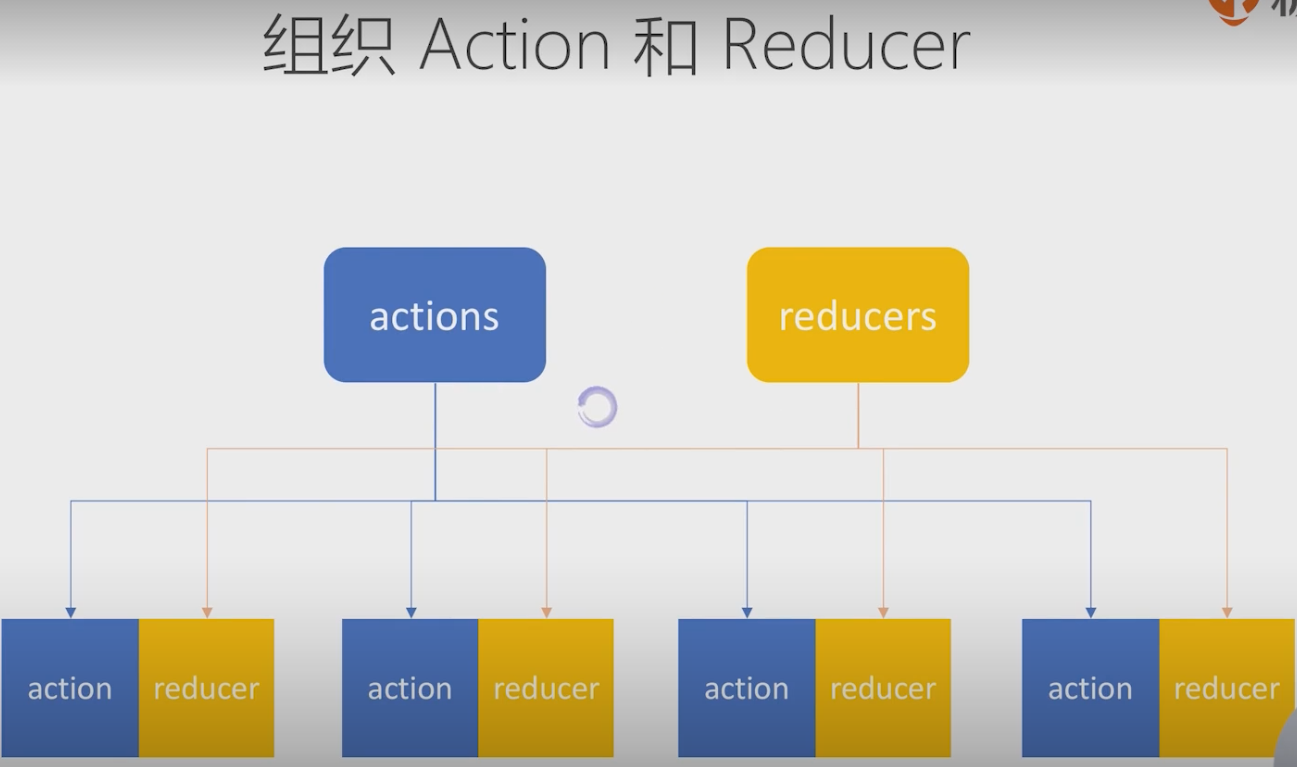 组织 Action 和 Reducer
actions
reducers
action reducer action reducer action reducer action reducer